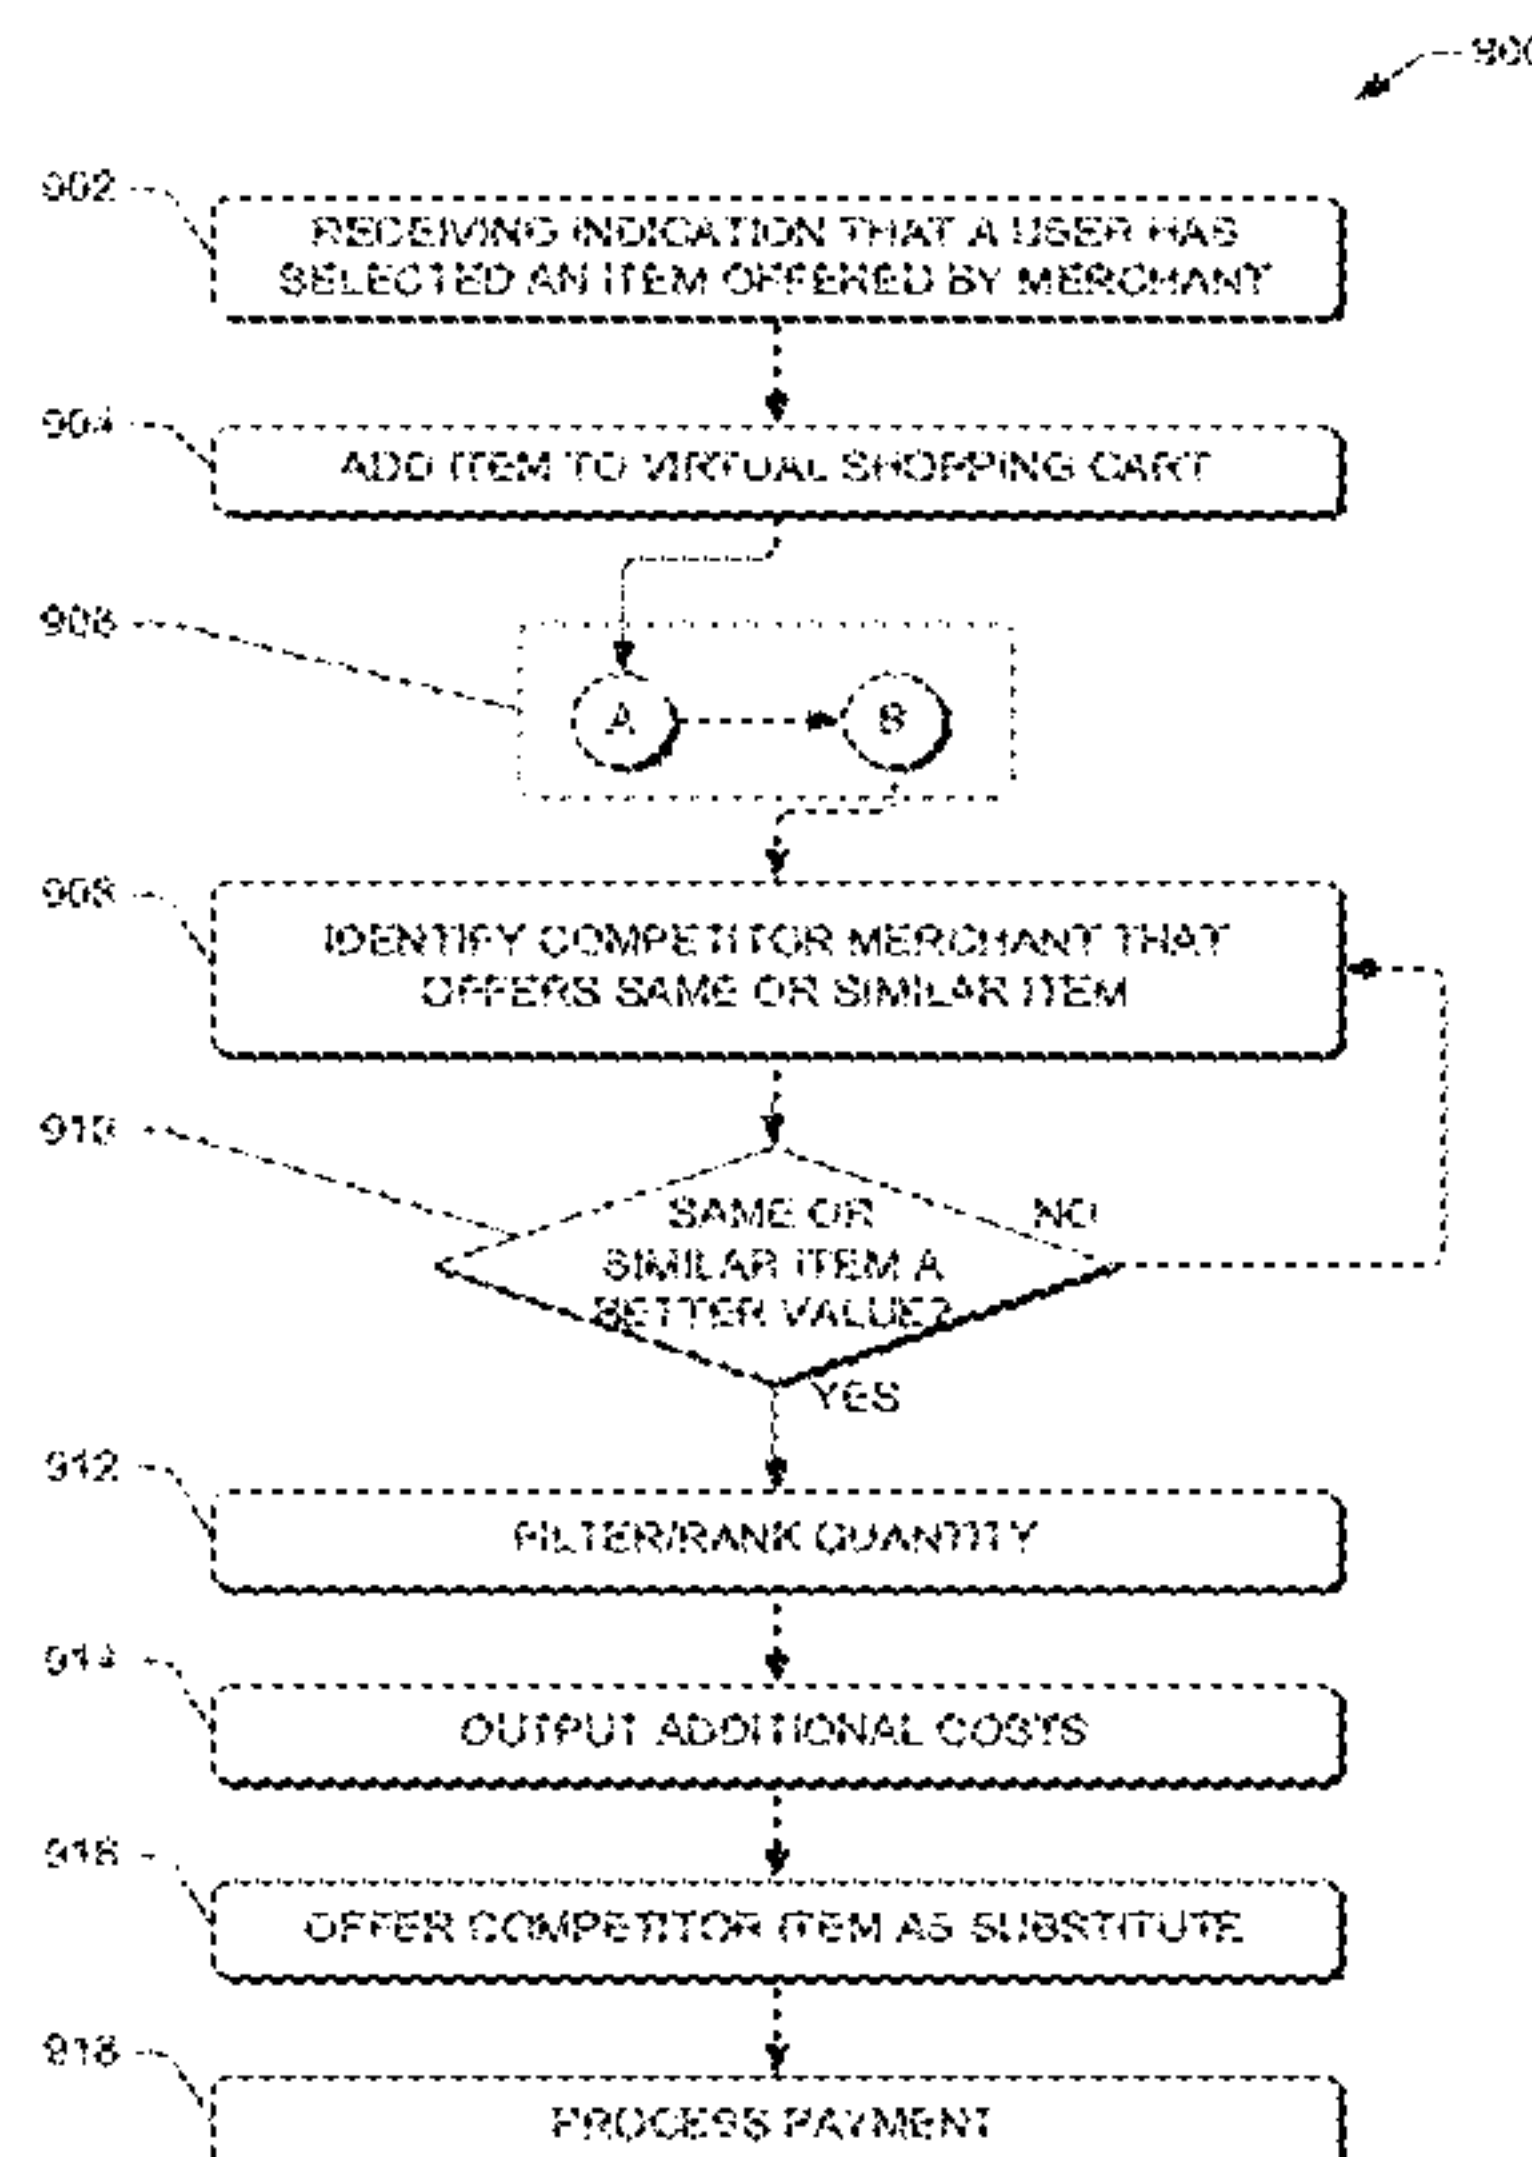 900
902
RECEIVING INDICATION THAT A USER HAS
SELECTED AN ITEM OFFERED BY MERCHANT
904
ADD ITEM TO VIRTUAL SHOPPING CART
906
A
B
908
IDENTIFY COMPETITOR MERCHANT THAT
OFFERS SAME OR SIMILAR ITEM
910
SAME OR
SIMILAR ITEM A
BETTER VALUE?
NO
YES
912
FILTER/RANK QUANTITY
914
OUTPUT ADDITIONAL COSTS
916
OFFER COMPETITOR ITEM AS SUBSTITUTE
918
PROCESS PAYMENT